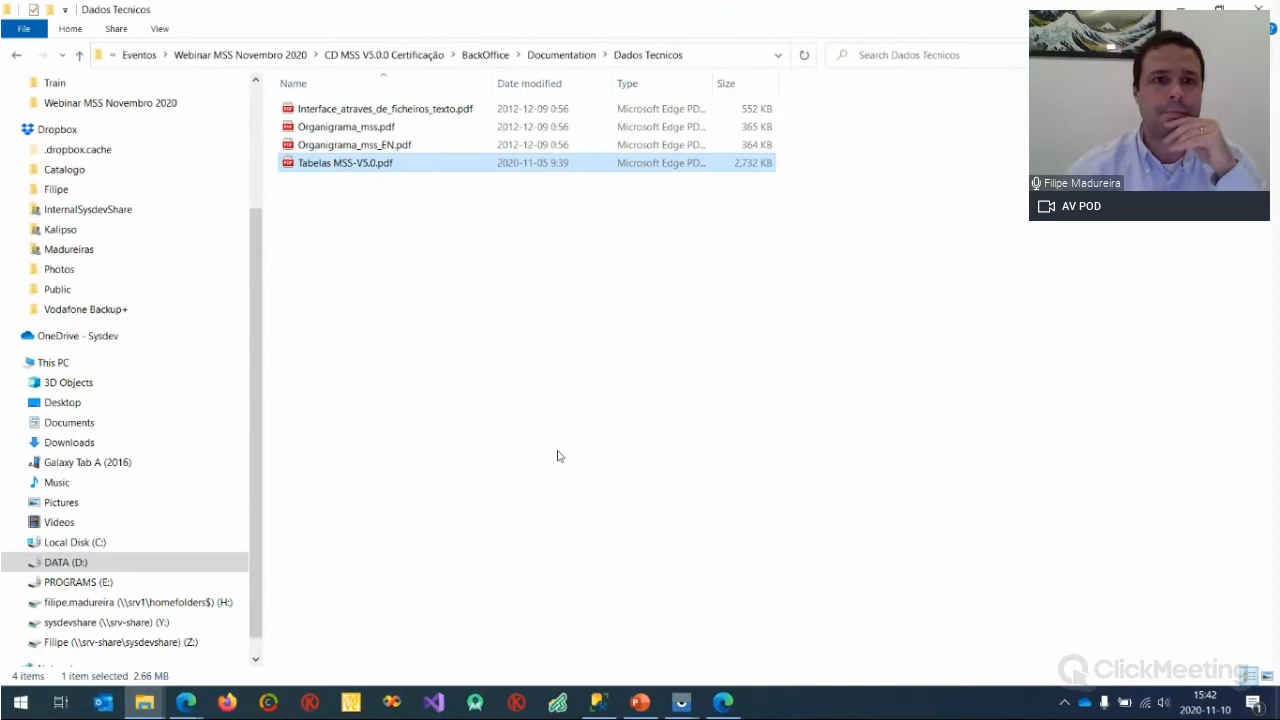 Dados Tecnicos
File Home Share View
« Eventos > Webinar MSS Novembro 2020 > CD MSS V5.0.0 Certificação > BackOffice > Documentation > Dados Tecnicos
Search Dados Tecnicos
Name Date modified Type Size
Interface_atraves_de_ficheiros_texto.pdf 2012-12-09 0:56 Microsoft Edge PD... 552 KB
Organigrama_mss.pdf 2012-12-09 0:56 Microsoft Edge PD... 365 KB
Organigrama_mss_EN.pdf 2012-12-09 0:56 Microsoft Edge PD... 364 KB
Tabelas MSS-V5.0.pdf 2020-11-05 9:39 Microsoft Edge PD... 2,732 KB
Train
Webinar MSS Novembro 2020
Dropbox
.dropbox.cache
Catalogo
Filipe
InternalSysdevShare
Kalipso
Madureiras
Photos
Public
Vodafone Backup+
OneDrive - Sysdev
This PC
3D Objects
Desktop
Documents
Downloads
Galaxy Tab A (2016)
Music
Pictures
Videos
Local Disk (C:)
DATA (D:)
PROGRAMS (E:)
filipe.madureira (\\srv1\homefolders$) (H:)
sysdevshare (\\srv-share) (Y:)
Filipe (\\srv-share\sysdevshare) (Z:)
4 items 1 item selected 2.66 MB
Filipe Madureira
AV POD
ClickMeeting
15:42
2020-11-10
1